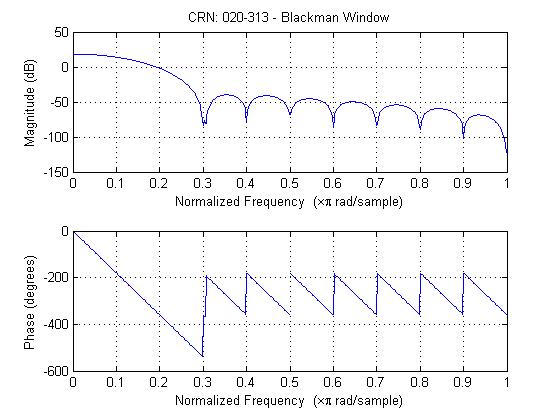 CRN: 020-313 - Blackman Window
50
0
-50
-100
-150
Magnitude (dB)
0 0.1 0.2 0.3 0.4 0.5 0.6 0.7 0.8 0.9 1
Normalized Frequency (×π rad/sample)
0
-200
-400
-600
Phase (degrees)
0 0.1 0.2 0.3 0.4 0.5 0.6 0.7 0.8 0.9 1
Normalized Frequency (×π rad/sample)